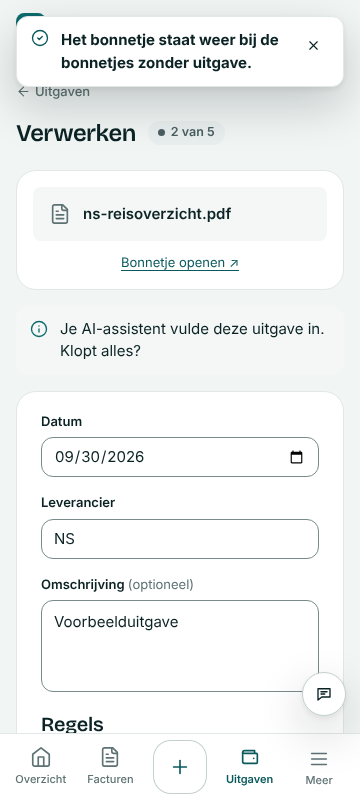 Het bonnetje staat weer bij de
bonnetjes zonder uitgave.
Uitgaven
Verwerken
2 van 5
ns-reisoverzicht.pdf
Bonnetje openen ↗
Je AI-assistent vulde deze uitgave in.
Klopt alles?
Datum
09/30/2026
Leverancier
NS
Omschrijving (optioneel)
Voorbeelduitgave
Regels
Overzicht
Facturen
Uitgaven
Meer